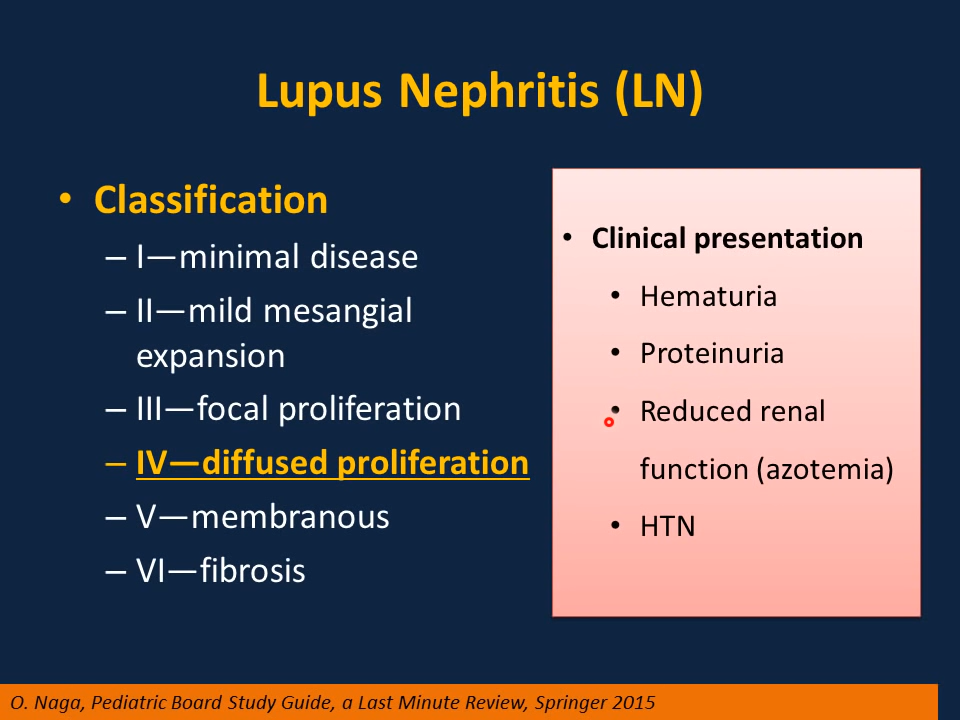 Lupus Nephritis (LN)
• Classification
– I—minimal disease
– II—mild mesangial
expansion
– III—focal proliferation
– IV—diffused proliferation
– V—membranous
– VI—fibrosis
• Clinical presentation
• Hematuria
• Proteinuria
• Reduced renal
function (azotemia)
• HTN
O. Naga, Pediatric Board Study Guide, a Last Minute Review, Springer 2015